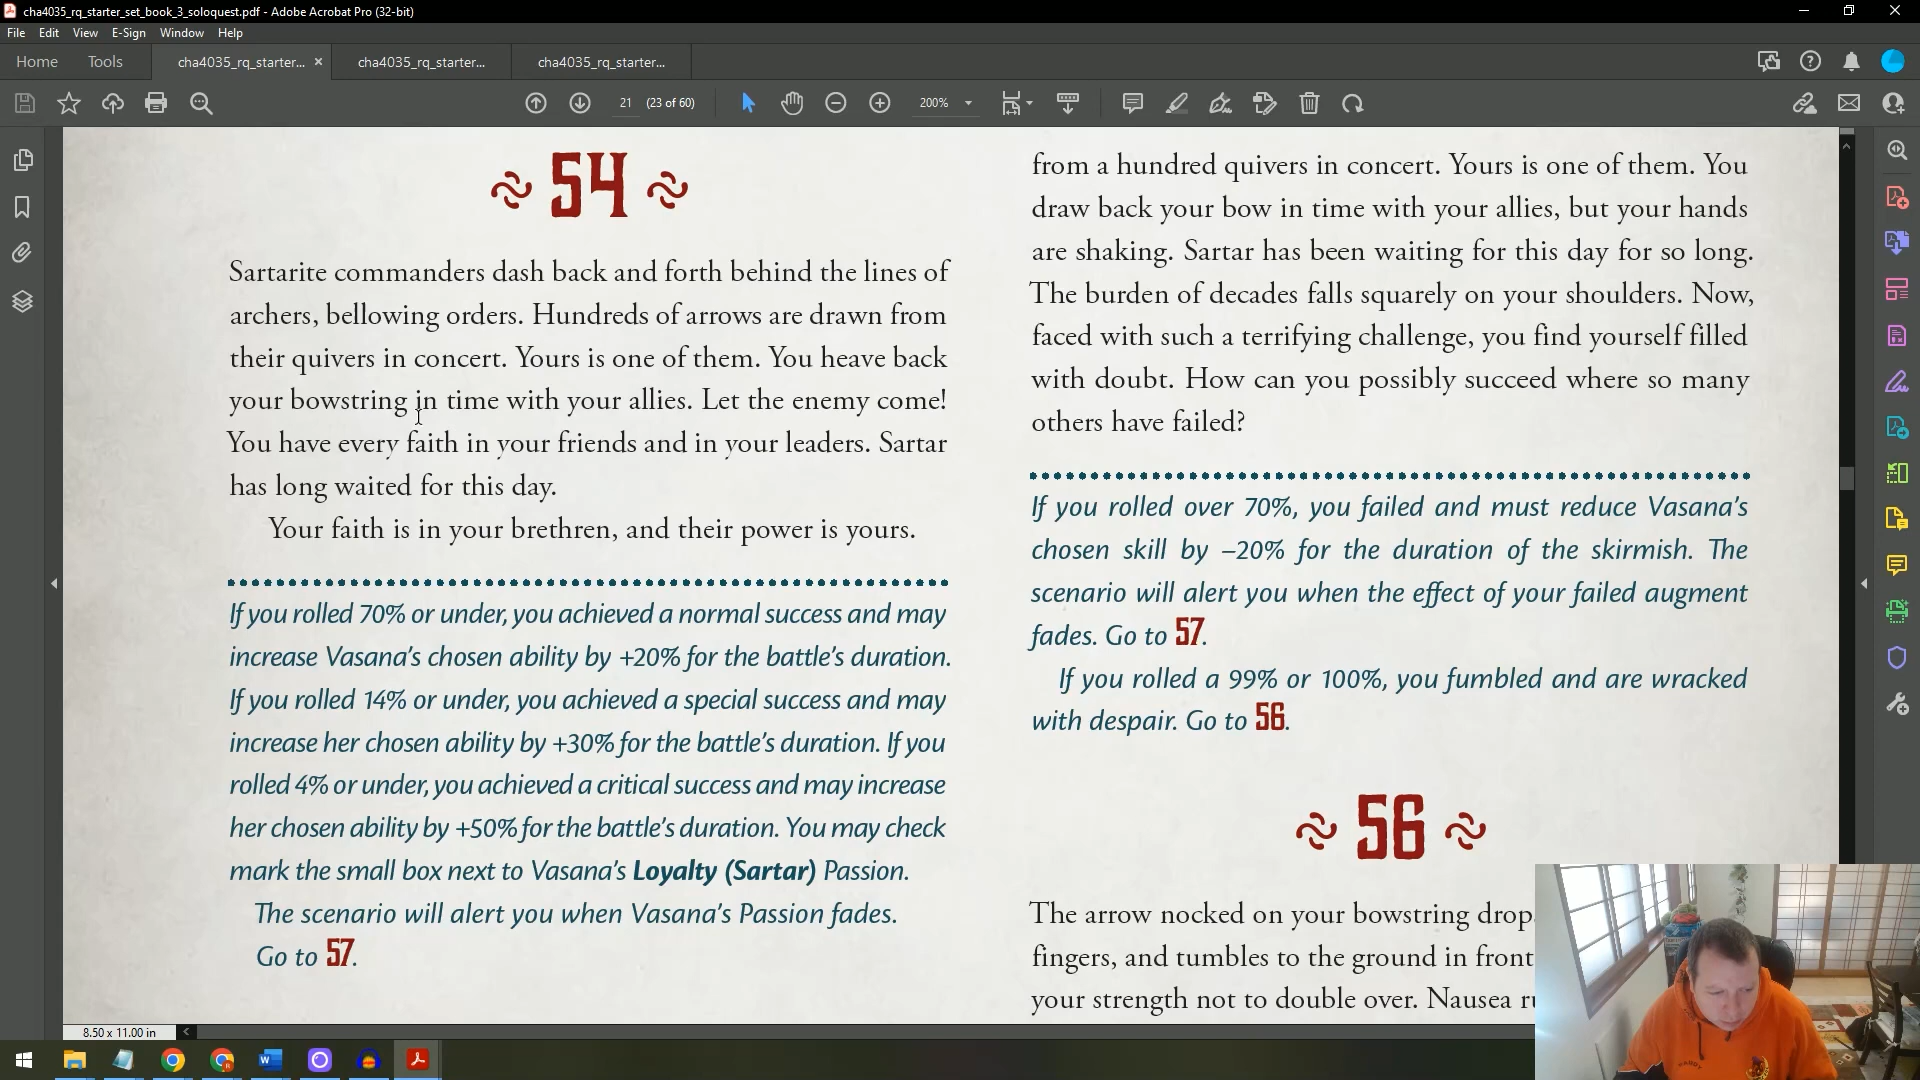 cha4035_rq_starter_set_book_3_soloquest.pdf - Adobe Acrobat Pro (32-bit)
File Edit View E-Sign Window Help
Home Tools cha4035_rq_starter... × cha4035_rq_starter... cha4035_rq_starter...
21 (23 of 60) 200%
54
Sartarite commanders dash back and forth behind the lines of
archers, bellowing orders. Hundreds of arrows are drawn from
their quivers in concert. Yours is one of them. You heave back
your bowstring in time with your allies. Let the enemy come!
You have every faith in your friends and in your leaders. Sartar
has long waited for this day.
Your faith is in your brethren, and their power is yours.
If you rolled 70% or under, you achieved a normal success and may
increase Vasana's chosen ability by +20% for the battle's duration.
If you rolled 14% or under, you achieved a special success and may
increase her chosen ability by +30% for the battle's duration. If you
rolled 4% or under, you achieved a critical success and may increase
her chosen ability by +50% for the battle's duration. You may check
mark the small box next to Vasana's Loyalty (Sartar) Passion.
The scenario will alert you when Vasana's Passion fades.
Go to 57.
from a hundred quivers in concert. Yours is one of them. You
draw back your bow in time with your allies, but your hands
are shaking. Sartar has been waiting for this day for so long.
The burden of decades falls squarely on your shoulders. Now,
faced with such a terrifying challenge, you find yourself filled
with doubt. How can you possibly succeed where so many
others have failed?
If you rolled over 70%, you failed and must reduce Vasana's
chosen skill by –20% for the duration of the skirmish. The
scenario will alert you when the effect of your failed augment
fades. Go to 57.
If you rolled a 99% or 100%, you fumbled and are wracked
with despair. Go to 56.
56
The arrow nocked on your bowstring drop
fingers, and tumbles to the ground in front
your strength not to double over. Nausea
8.50 x 11.00 in